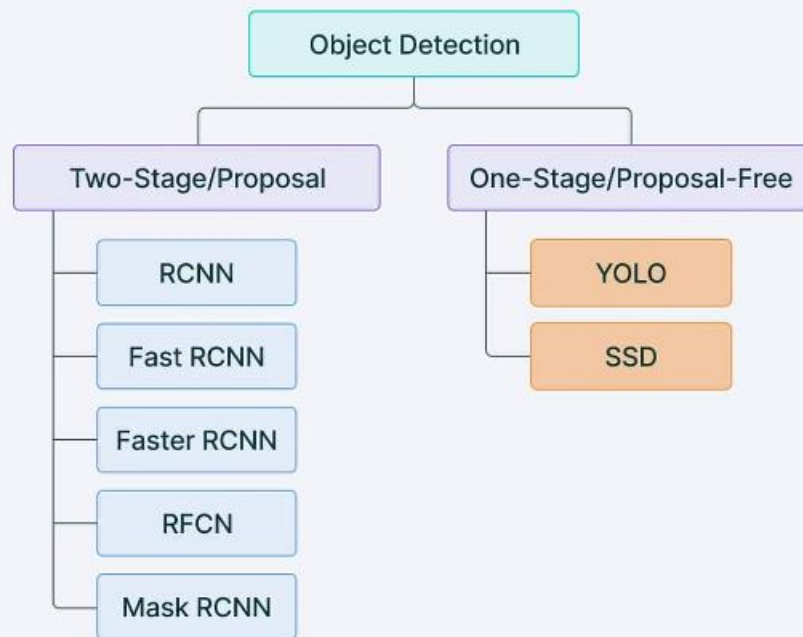 Object Detection
Two-Stage/Proposal
One-Stage/Proposal-Free
RCNN
Fast RCNN
Faster RCNN
RFCN
Mask RCNN
YOLO
SSD